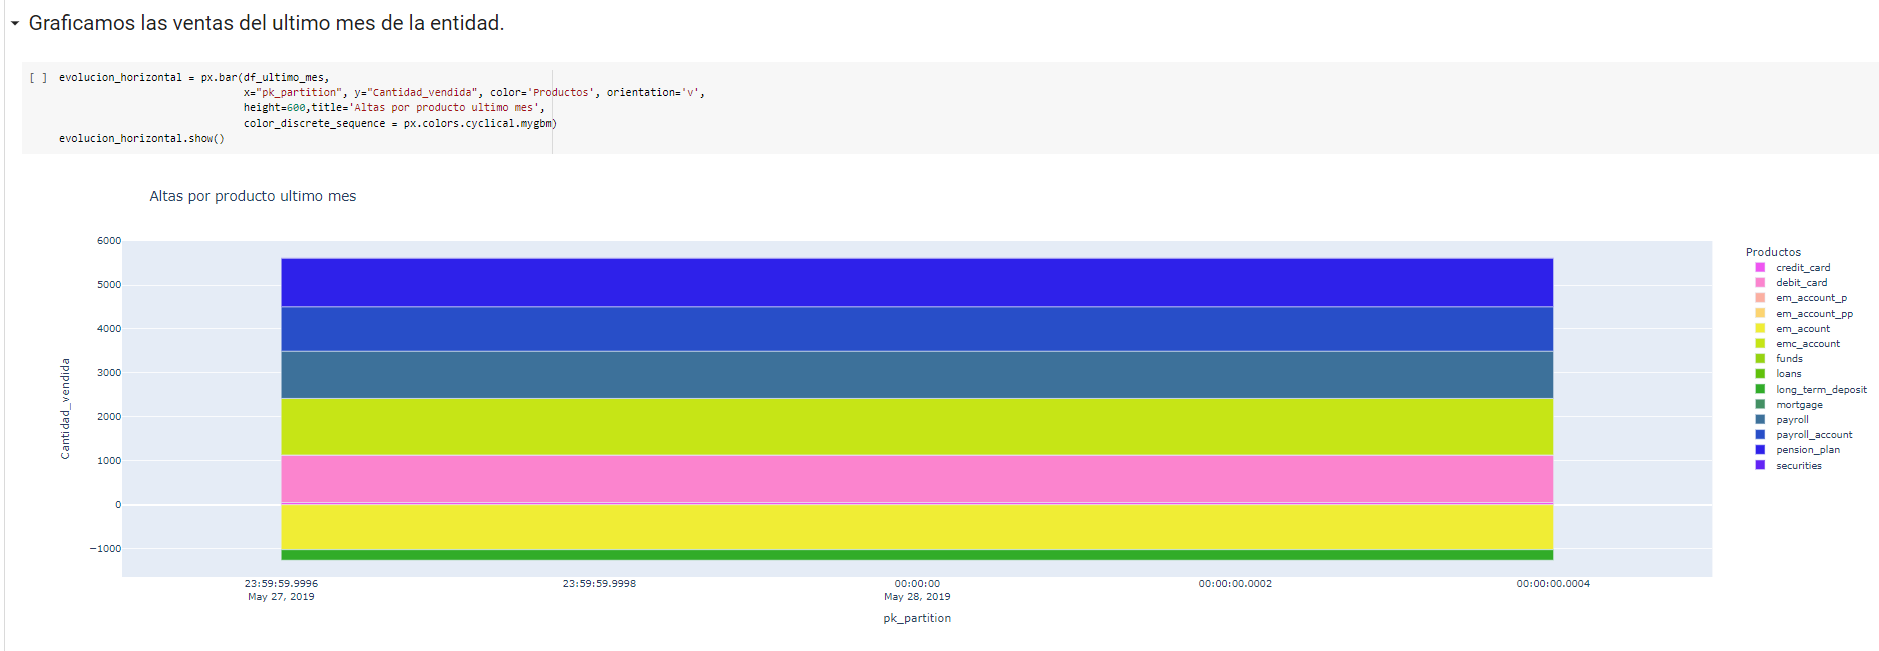 Graficamos las ventas del ultimo mes de la entidad.
[ ] evolucion_horizontal = px.bar(df_ultimo_mes,
x="pk_partition", y="Cantidad_vendida", color='Productos', orientation='v',
height=600,title='Altas por producto ultimo mes',
color_discrete_sequence = px.colors.cyclical.mygbm)
evolucion_horizontal.show()
Altas por producto ultimo mes
6000
5000
4000
3000
2000
1000
0
−1000
Cantidad_vendida
23:59:59.9996
May 27, 2019
23:59:59.9998
00:00:00
May 28, 2019
00:00:00.0002
00:00:00.0004
pk_partition
Productos
credit_card
debit_card
em_account_p
em_account_pp
em_acount
emc_account
funds
loans
long_term_deposit
mortgage
payroll
payroll_account
pension_plan
securities